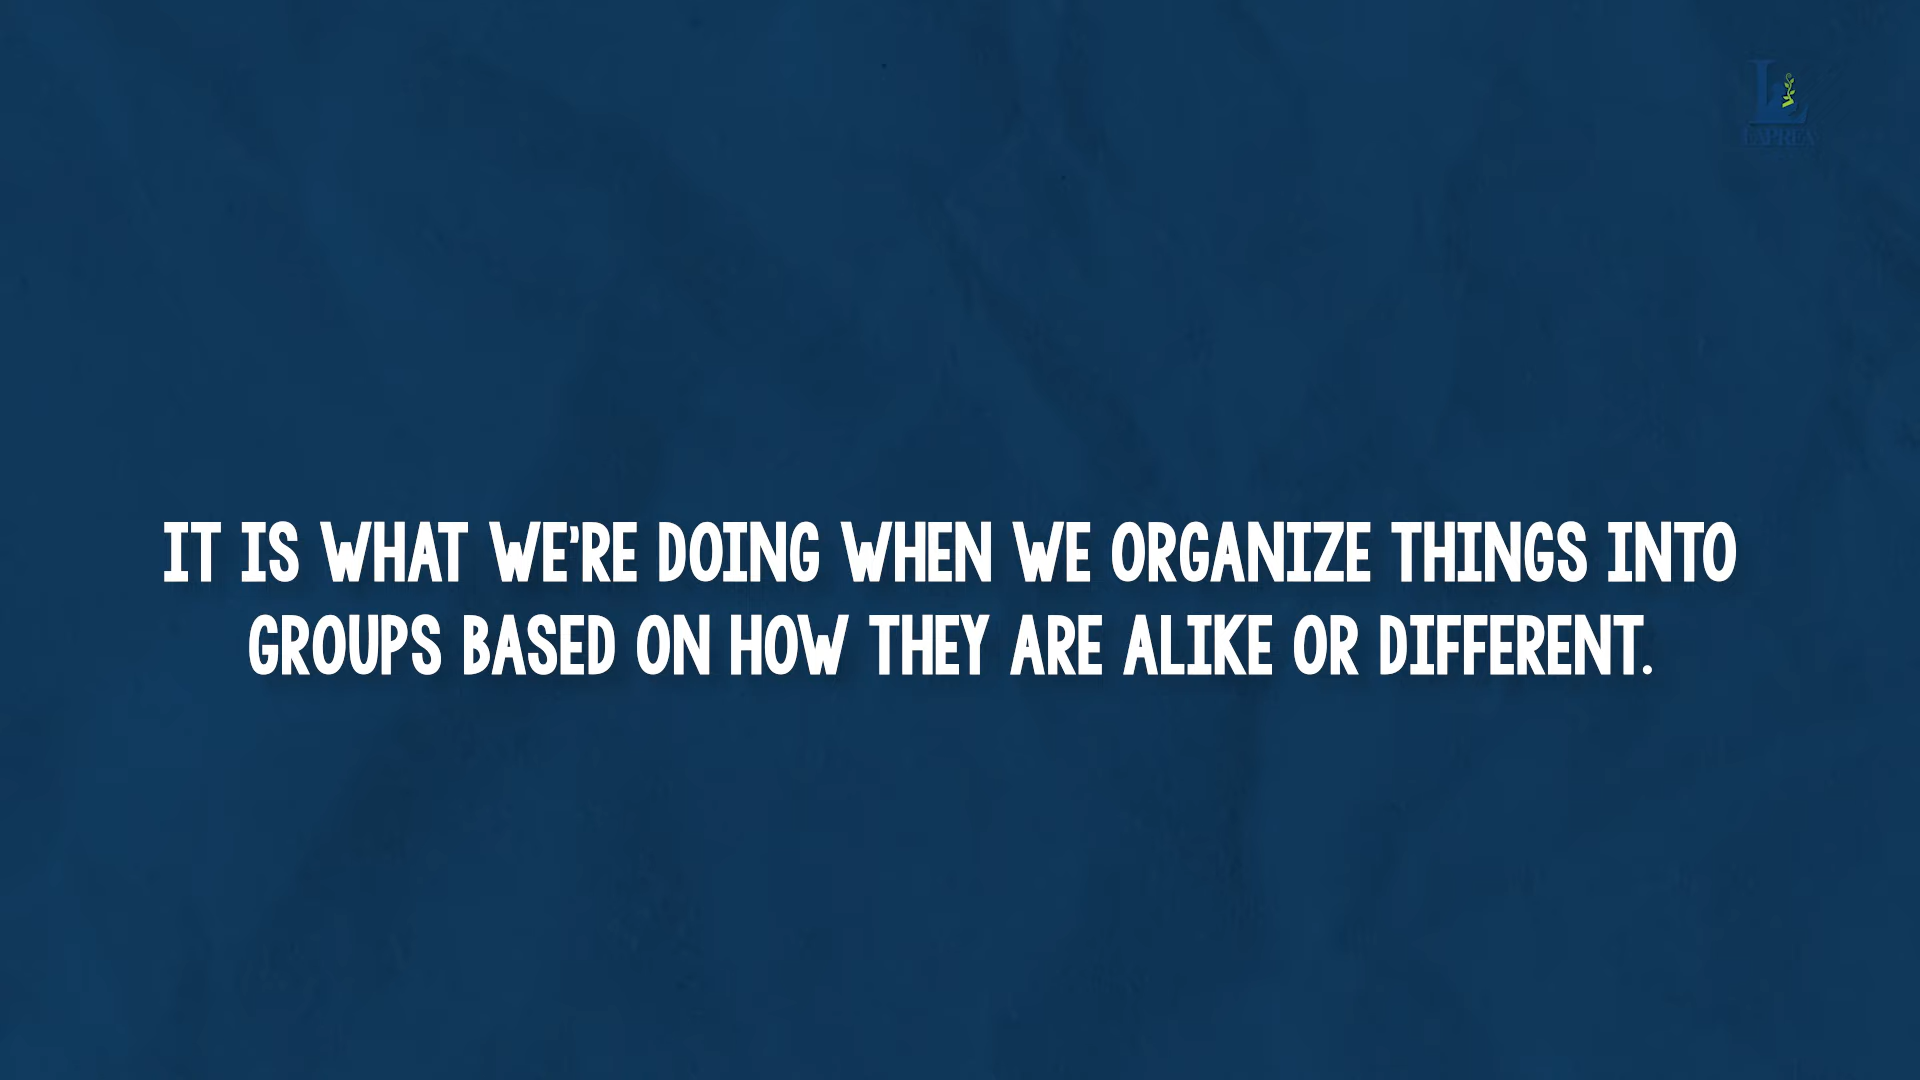 LAPREA
IT IS WHAT WE'RE DOING WHEN WE ORGANIZE THINGS INTO
GROUPS BASED ON HOW THEY ARE ALIKE OR DIFFERENT.